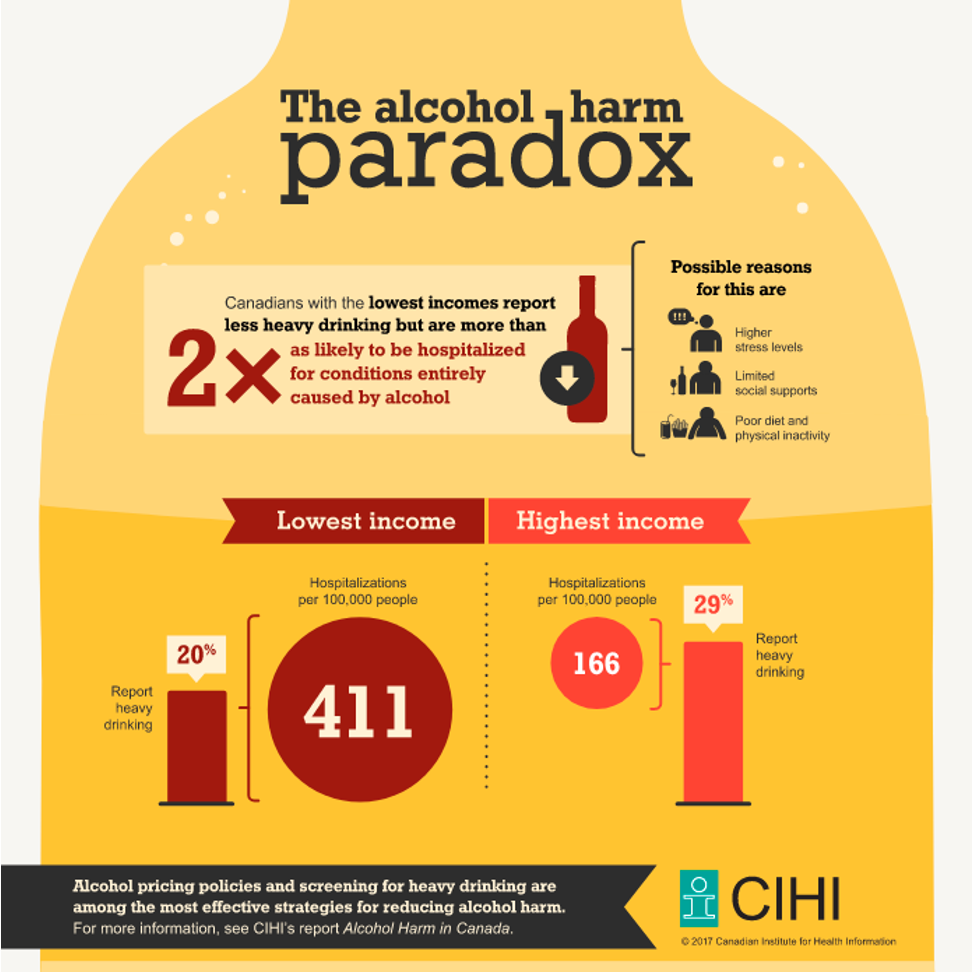 The alcohol harm
paradox
Canadians with the lowest incomes report
less heavy drinking but are more than
2×
as likely to be hospitalized
for conditions entirely
caused by alcohol
Possible reasons
for this are
!!!
Higher
stress levels
Limited
social supports
Poor diet and
physical inactivity
Lowest income
Hospitalizations
per 100,000 people
20%
Report
heavy
drinking
411
Highest income
Hospitalizations
per 100,000 people
166
29%
Report
heavy
drinking
Alcohol pricing policies and screening for heavy drinking are
among the most effective strategies for reducing alcohol harm.
For more information, see CIHI's report Alcohol Harm in Canada.
CIHI
© 2017 Canadian Institute for Health Information